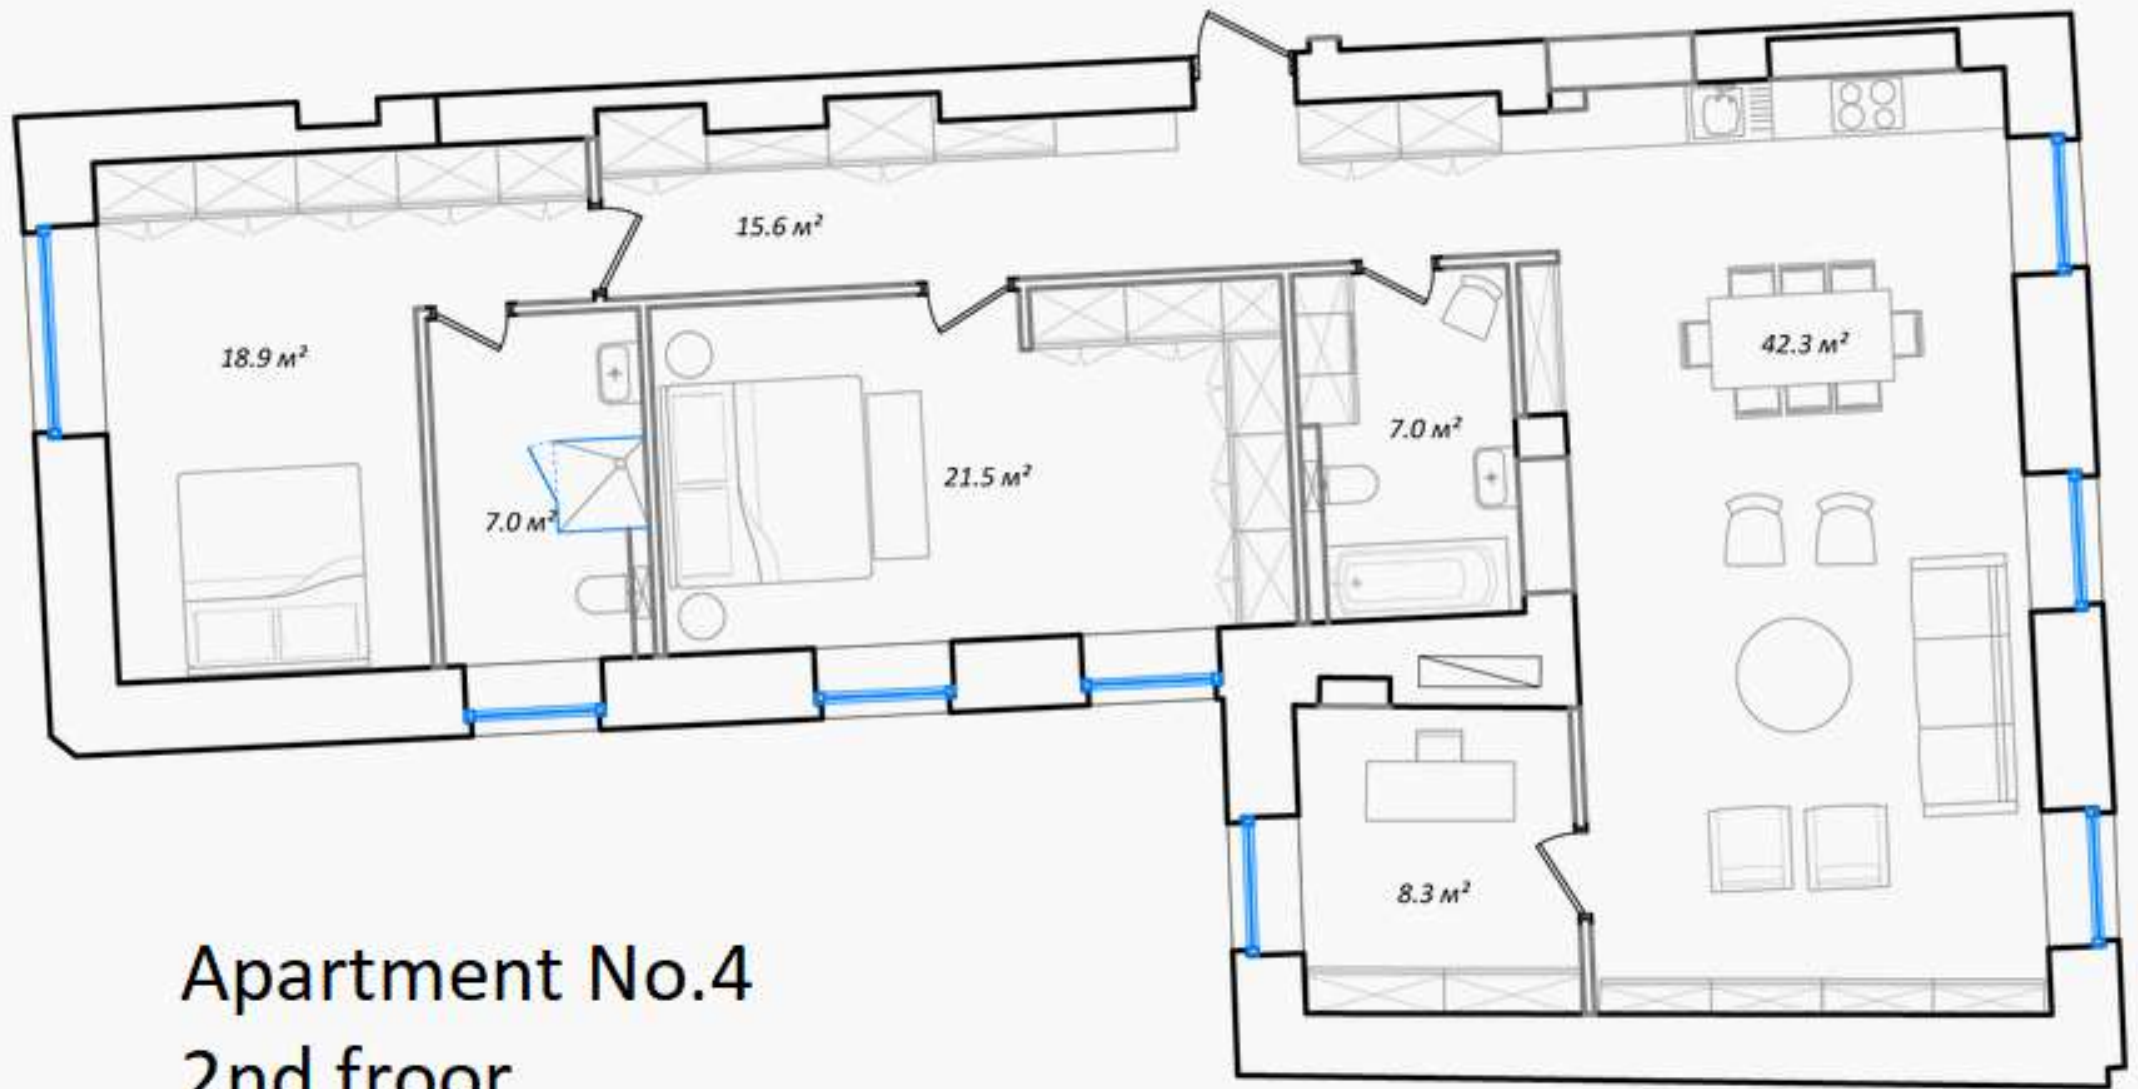 15.6 м²
18.9 м²
42.3 м²
7.0 м²
21.5 м²
7.0 м²
8.3 м²
Apartment No.4
2nd froor